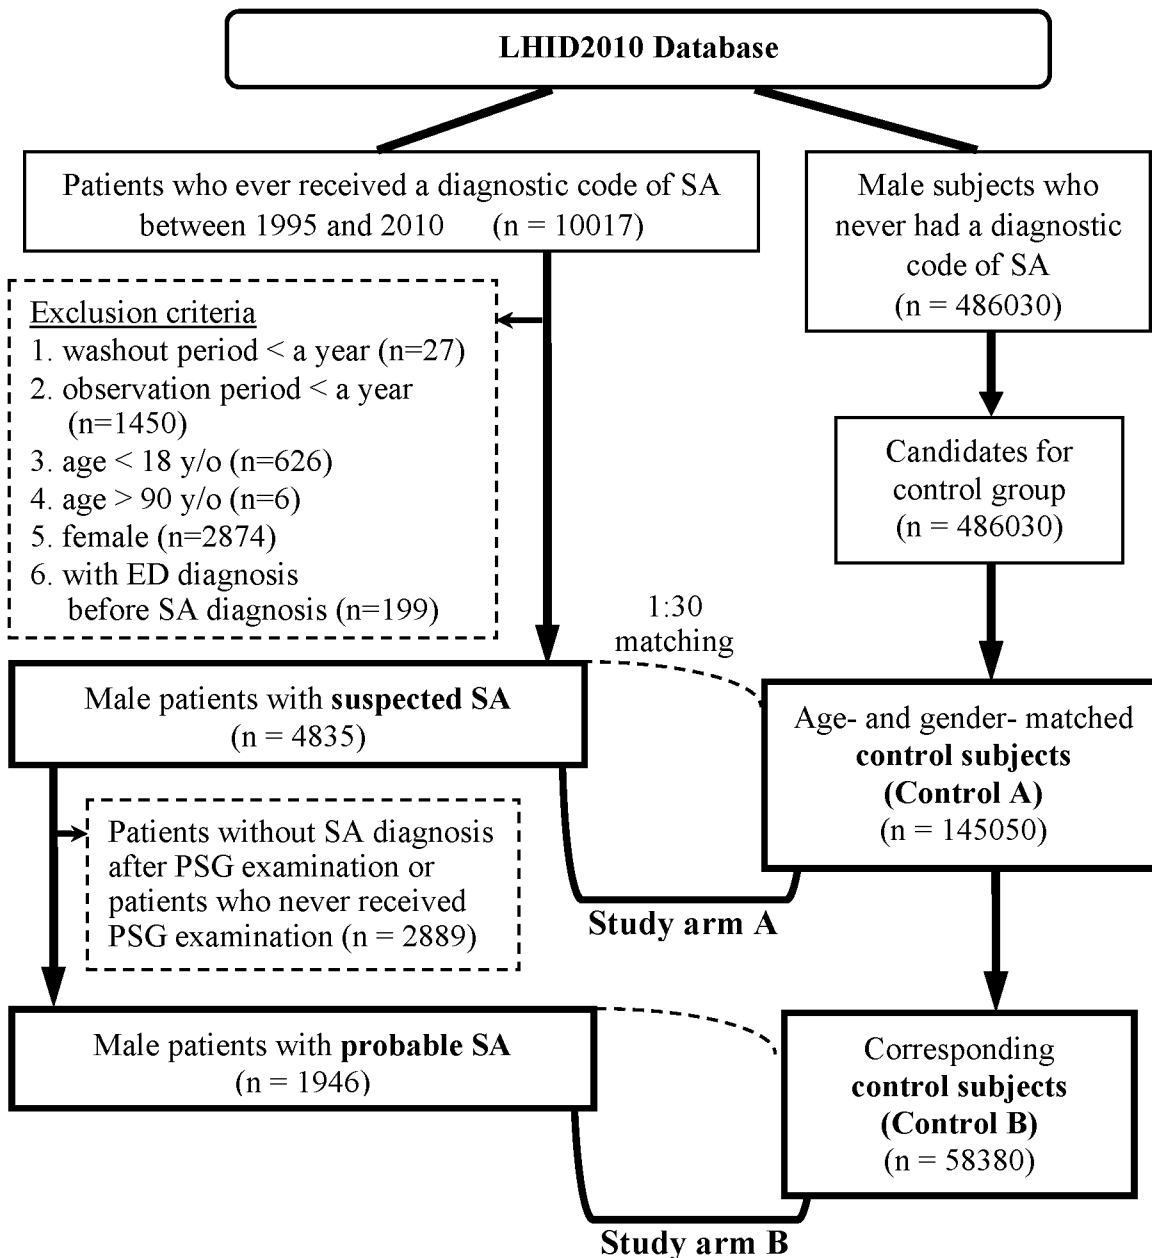 LHID2010 Database
Patients who ever received a diagnostic code of SA
between 1995 and 2010 (n = 10017)
Male subjects who
never had a diagnostic
code of SA
(n = 486030)
Exclusion criteria
1. washout period < a year (n=27)
2. observation period < a year
(n=1450)
3. age < 18 y/o (n=626)
4. age > 90 y/o (n=6)
5. female (n=2874)
6. with ED diagnosis
before SA diagnosis (n=199)
Candidates for
control group
(n = 486030)
1:30
matching
Male patients with suspected SA
(n = 4835)
Age- and gender- matched
control subjects
(Control A)
(n = 145050)
Patients without SA diagnosis
after PSG examination or
patients who never received
PSG examination (n = 2889)
Study arm A
Male patients with probable SA
(n = 1946)
Corresponding
control subjects
(Control B)
(n = 58380)
Study arm B